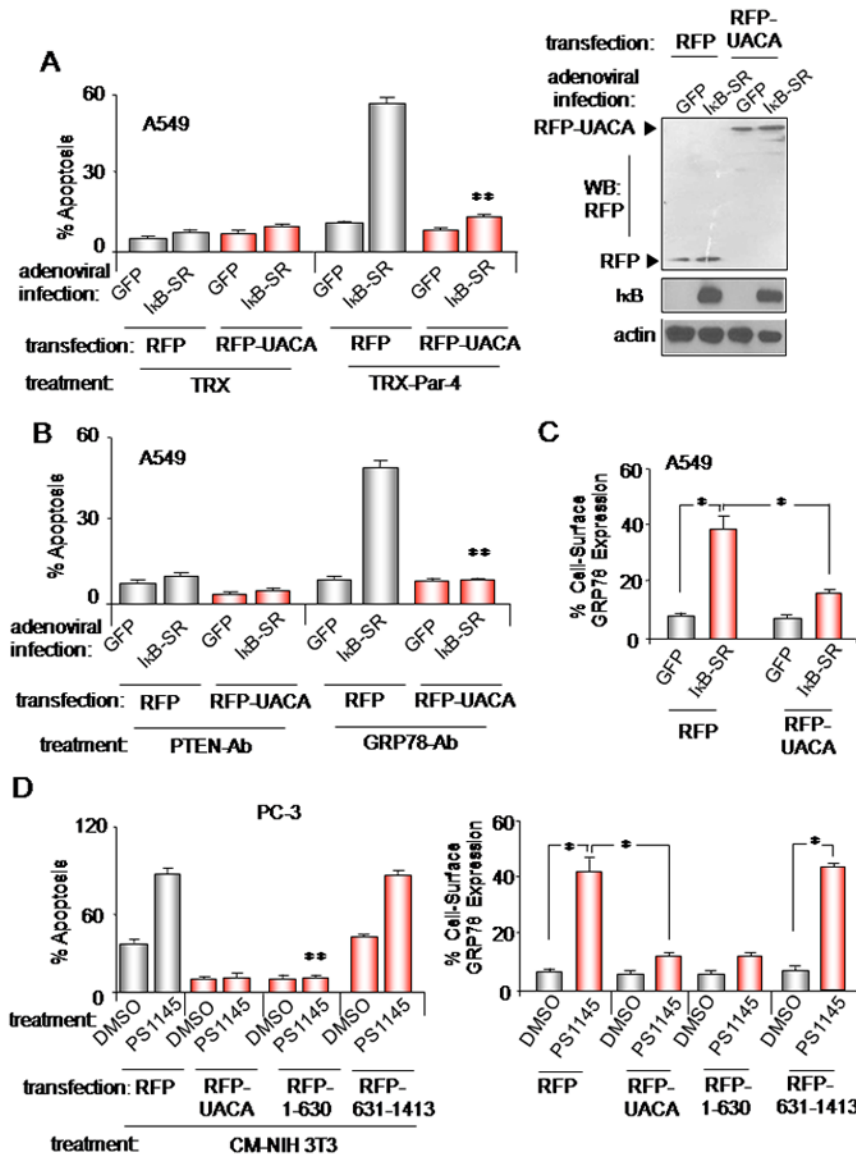 A
A549
% Apoptosis
60
30
0
**
adenoviral infection:
GFP
IκB-SR
GFP
IκB-SR
GFP
IκB-SR
GFP
IκB-SR
transfection:
RFP
RFP-UACA
RFP
RFP-UACA
treatment:
TRX
TRX-Par-4
transfection:
RFP
RFP-
UACA
adenoviral
infection:
GFP
IκB-SR
GFP
IκB-SR
RFP-UACA
WB:
RFP
RFP
IκB
actin
B
A549
% Apoptosis
60
30
0
**
adenoviral
infection:
GFP
IκB-SR
GFP
IκB-SR
GFP
IκB-SR
GFP
IκB-SR
transfection:
RFP
RFP-UACA
RFP
RFP-UACA
treatment:
PTEN-Ab
GRP78-Ab
C
A549
% Cell-Surface
GRP78 Expression
60
40
20
0
*
*
GFP
IκB-SR
GFP
IκB-SR
RFP
RFP-
UACA
D
PC-3
% Apoptosis
120
60
0
**
treatment:
DMSO
PS1145
DMSO
PS1145
DMSO
PS1145
DMSO
PS1145
transfection:
RFP
RFP-
UACA
RFP-
1-630
RFP-
631-1413
treatment:
CM-NIH 3T3
% Cell-Surface
GRP78 Expression
60
40
20
0
*
*
*
DMSO
PS1145
DMSO
PS1145
DMSO
PS1145
DMSO
PS1145
RFP
RFP-
UACA
RFP-
1-630
RFP-
631-1413